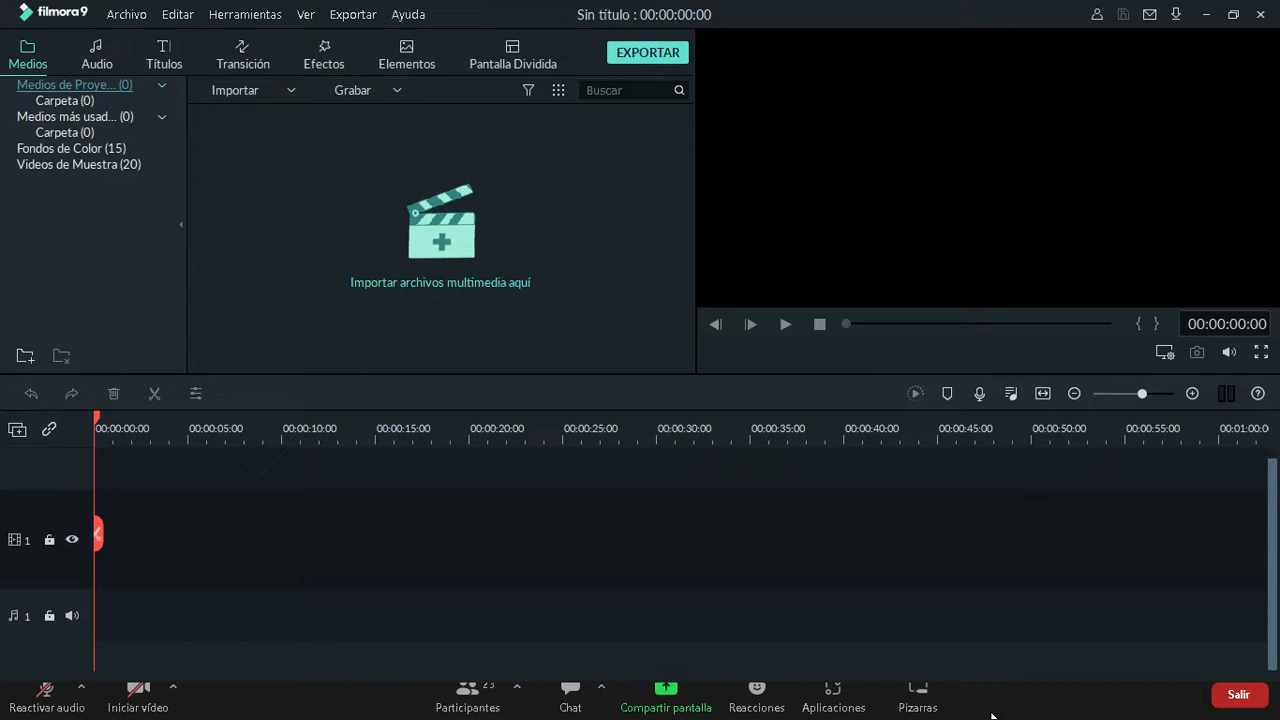 filmora9 Archivo Editar Herramientas Ver Exportar Ayuda Sin título : 00:00:00:00
Medios Audio Títulos Transición Efectos Elementos Pantalla Dividida EXPORTAR
Medios de Proye... (0)
Carpeta (0)
Medios más usad... (0)
Carpeta (0)
Fondos de Color (15)
Videos de Muestra (20)
Importar Grabar Buscar
Importar archivos multimedia aquí
00:00:00:00
00:00:00:00 00:00:05:00 00:00:10:00 00:00:15:00 00:00:20:00 00:00:25:00 00:00:30:00 00:00:35:00 00:00:40:00 00:00:45:00 00:00:50:00 00:00:55:00 00:01:00:0
1
1
23
Reactivar audio Iniciar vídeo Participantes Chat Compartir pantalla Reacciones Aplicaciones Pizarras Salir